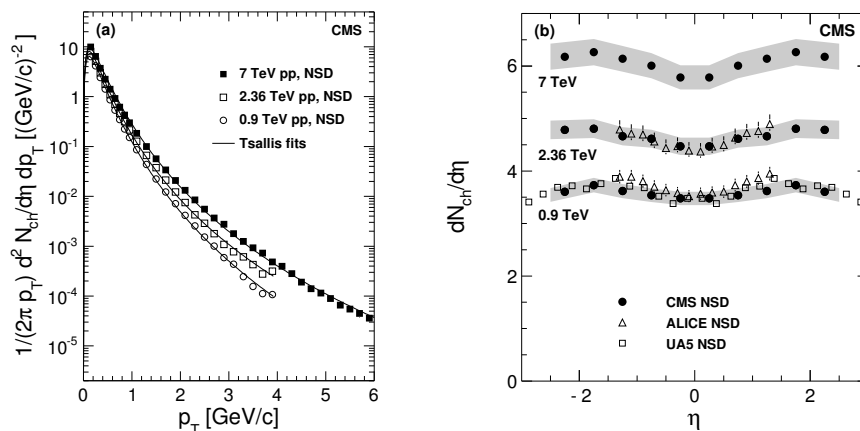 (a)
CMS
7 TeV pp, NSD
2.36 TeV pp, NSD
0.9 TeV pp, NSD
Tsallis fits
1/(2π p_T) d² N_ch/dη dp_T [(GeV/c)⁻²]
10
1
10⁻¹
10⁻²
10⁻³
10⁻⁴
10⁻⁵
0 1 2 3 4 5 6
p_T [GeV/c]
(b)
CMS
7 TeV
2.36 TeV
0.9 TeV
CMS NSD
ALICE NSD
UA5 NSD
dN_ch/dη
6
4
2
0
-2 0 2
η